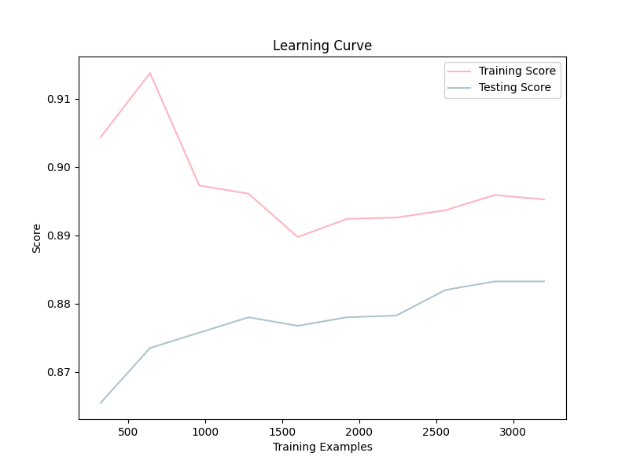 Learning Curve
Training Score
Testing Score
0.91
0.90
0.89
0.88
0.87
Score
500 1000 1500 2000 2500 3000
Training Examples